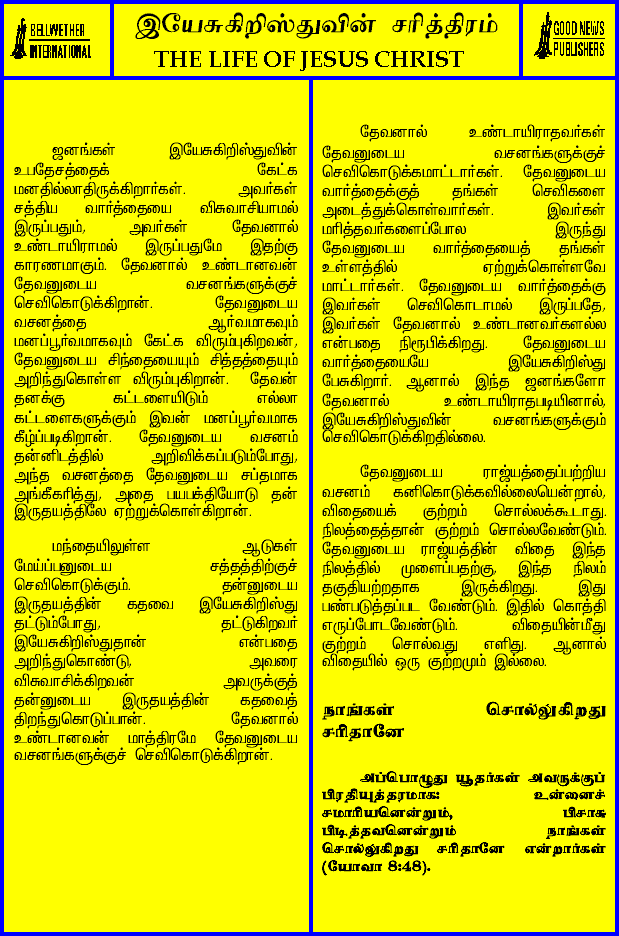 BELLWETHER
INTERNATIONAL
இயேசுகிறிஸ்துவின் சரித்திரம்
THE LIFE OF JESUS CHRIST
GOOD NEWS
PUBLISHERS
ஜனங்கள் இயேசுகிறிஸ்துவின்
உபதேசத்தைக் கேட்க
மனதில்லாதிருக்கிறார்கள். அவர்கள்
சத்திய வார்த்தையை விசுவாசியாமல்
இருப்பதும், அவர்கள் தேவனால்
உண்டாயிராமல் இருப்பதுமே இதற்கு
காரணமாகும். தேவனால் உண்டானவன்
தேவனுடைய வசனங்களுக்குச்
செவிகொடுக்கிறான். தேவனுடைய
வசனத்தை ஆர்வமாகவும்
மனப்பூர்வமாகவும் கேட்க விரும்புகிறவன்,
தேவனுடைய சிந்தையையும் சித்தத்தையும்
அறிந்துகொள்ள விரும்புகிறான். தேவன்
தனக்கு கட்டளையிடும் எல்லா
கட்டளைகளுக்கும் இவன் மனப்பூர்வமாக
கீழ்ப்படிகிறான். தேவனுடைய வசனம்
தன்னிடத்தில் அறிவிக்கப்படும்போது,
அந்த வசனத்தை தேவனுடைய சப்தமாக
அங்கீகரித்து, அதை பயபக்தியோடு தன்
இருதயத்திலே ஏற்றுக்கொள்கிறான்.
மந்தையிலுள்ள ஆடுகள்
மேய்ப்பனுடைய சத்தத்திற்குச்
செவிகொடுக்கும். தன்னுடைய
இருதயத்தின் கதவை இயேசுகிறிஸ்து
தட்டும்போது, தட்டுகிறவர்
இயேசுகிறிஸ்துதான் என்பதை
அறிந்துகொண்டு, அவரை
விசுவாசிக்கிறவன் அவருக்குத்
தன்னுடைய இருதயத்தின் கதவைத்
திறந்துகொடுப்பான். தேவனால்
உண்டானவன் மாத்திரமே தேவனுடைய
வசனங்களுக்குச் செவிகொடுக்கிறான்.
தேவனால் உண்டாயிராதவர்கள்
தேவனுடைய வசனங்களுக்குச்
செவிகொடுக்கமாட்டார்கள். தேவனுடைய
வார்த்தைக்குத் தங்கள் செவிகளை
அடைத்துக்கொள்வார்கள். இவர்கள்
மரித்தவர்களைப்போல இருந்து
தேவனுடைய வார்த்தையைத் தங்கள்
உள்ளத்தில் ஏற்றுக்கொள்ளவே
மாட்டார்கள். தேவனுடைய வார்த்தைக்கு
இவர்கள் செவிகொடாமல் இருப்பதே,
இவர்கள் தேவனால் உண்டானவர்களல்ல
என்பதை நிரூபிக்கிறது. தேவனுடைய
வார்த்தையையே இயேசுகிறிஸ்து
பேசுகிறார். ஆனால் இந்த ஜனங்களோ
தேவனால் உண்டாயிராதபடியினால்,
இயேசுகிறிஸ்துவின் வசனங்களுக்கும்
செவிகொடுக்கிறதில்லை.
தேவனுடைய ராஜ்யத்தைப்பற்றிய
வசனம் கனிகொடுக்கவில்லையென்றால்,
விதையைக் குற்றம் சொல்லக்கூடாது.
நிலத்தைத்தான் குற்றம் சொல்லவேண்டும்.
தேவனுடைய ராஜ்யத்தின் விதை இந்த
நிலத்தில் முளைப்பதற்கு, இந்த நிலம்
தகுதியற்றதாக இருக்கிறது. இது
பண்படுத்தப்பட வேண்டும். இதில் கொத்தி
எருப்போடவேண்டும். விதையின்மீது
குற்றம் சொல்வது எளிது. ஆனால்
விதையில் ஒரு குற்றமும் இல்லை.
நாங்கள் சொல்லுகிறது
சரிதானே
அப்பொழுது யூதர்கள் அவருக்குப்
பிரதியுத்தரமாக: உன்னைச்
சமாரியனென்றும், பிசாசு
பிடித்தவனென்றும் நாங்கள்
சொல்லுகிறது சரிதானே என்றார்கள்
(யோவா 8:48).